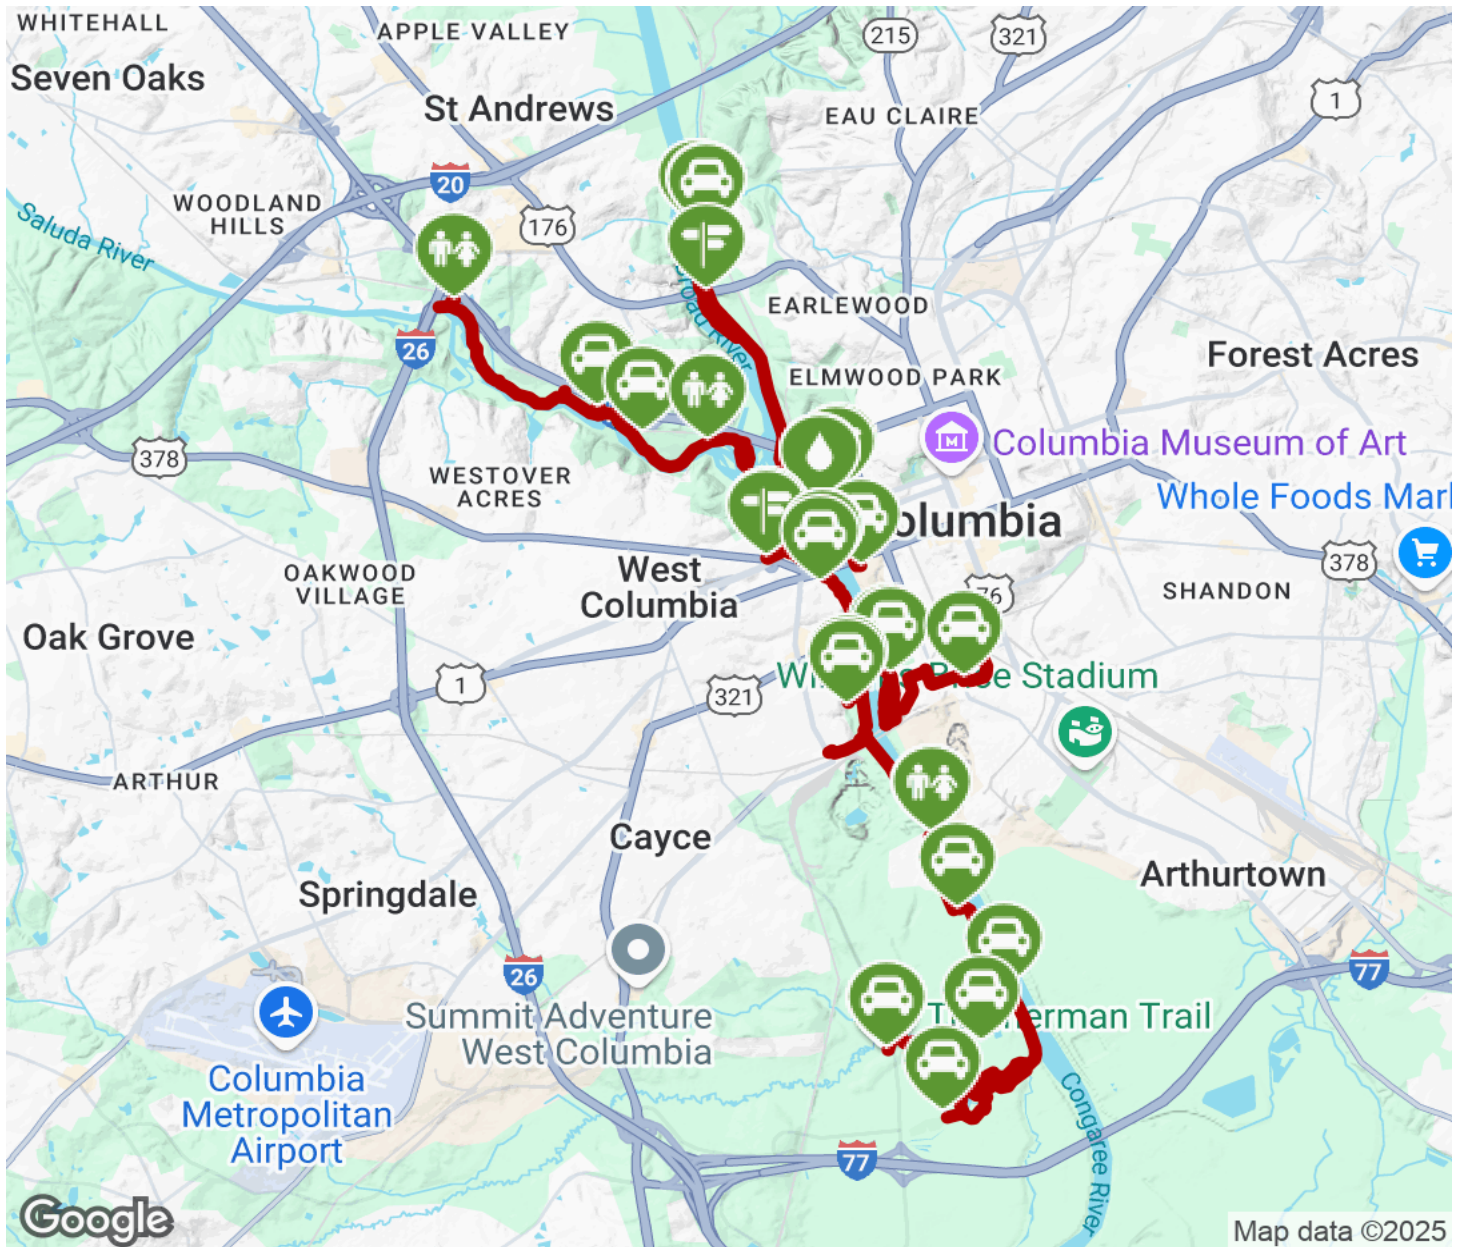 WHITEHALL
APPLE VALLEY
215
321
Seven Oaks
St Andrews
1
EAU CLAIRE
20
WOODLAND
HILLS
176
Saluda River
Broad River
EARLEWOOD
26
Forest Acres
ELMWOOD PARK
Columbia Museum of Art
378
WESTOVER
ACRES
Whole Foods Mar
olumbia
OAKWOOD
VILLAGE
West
Columbia
378
SHANDON
76
Oak Grove
1
321
Stadium
ARTHUR
Cayce
Arthurtown
Springdale
26
77
Summit Adventure
West Columbia
Trail
Columbia
Metropolitan
Airport
Congaree River
77
Google
Map data ©2025